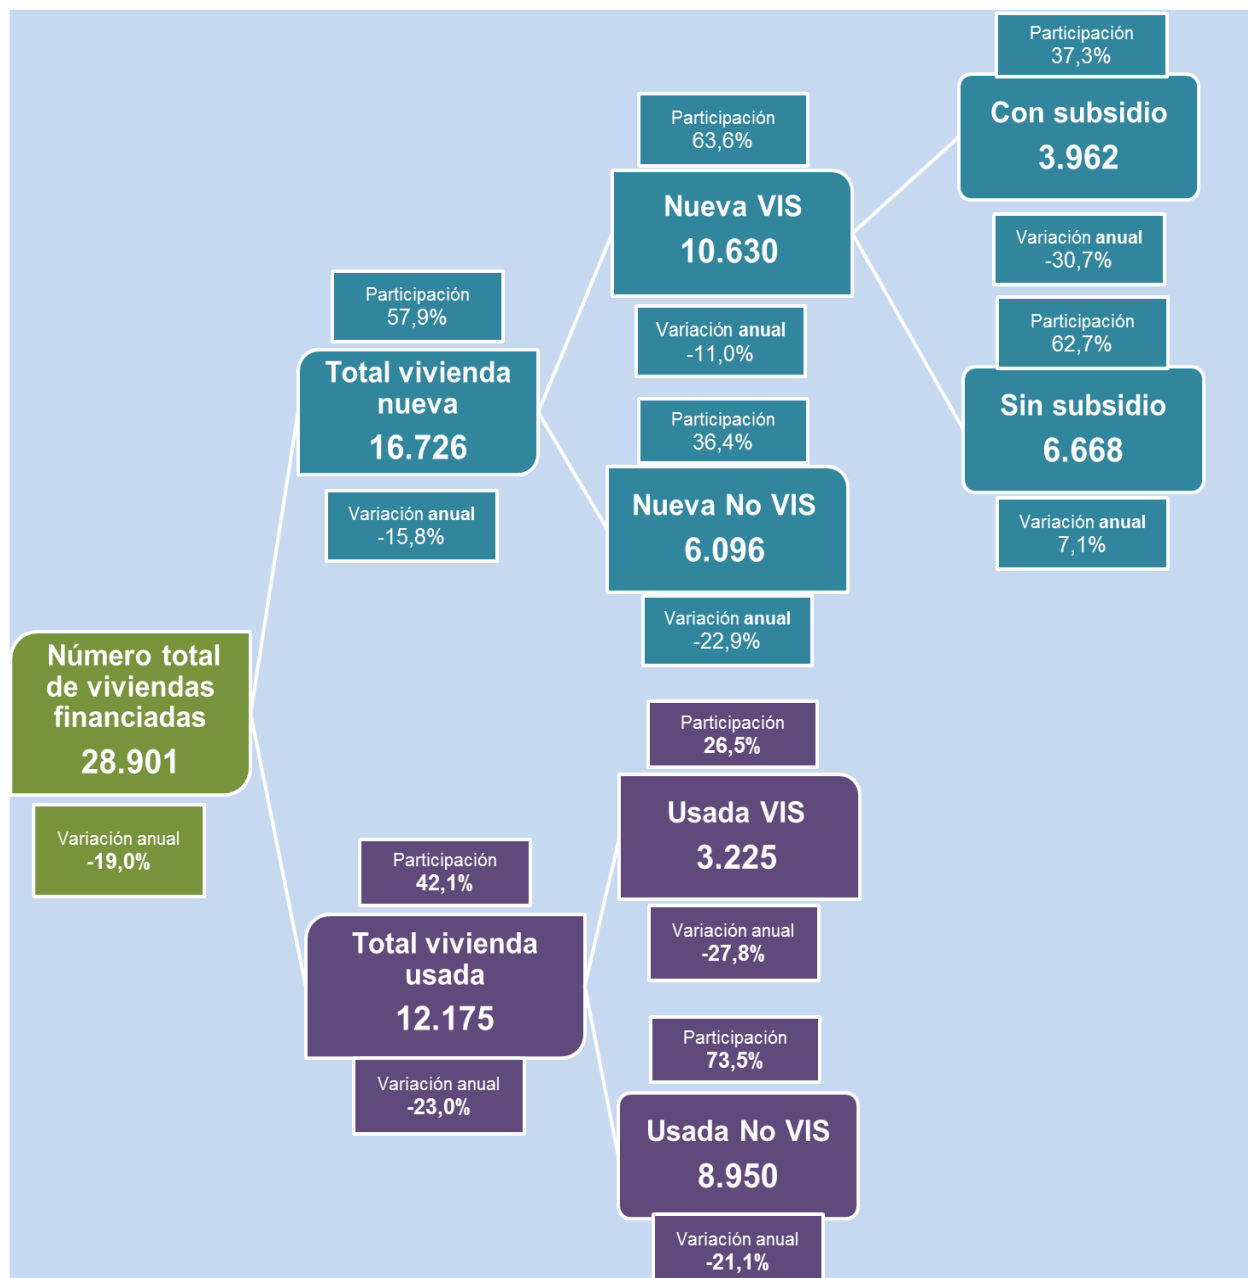 Participación
37,3%
Con subsidio
3.962
Variación anual
-30,7%
Participación
63,6%
Nueva VIS
10.630
Variación anual
-11,0%
Participación
62,7%
Sin subsidio
6.668
Variación anual
7,1%
Participación
57,9%
Total vivienda
nueva
16.726
Variación anual
-15,8%
Participación
36,4%
Nueva No VIS
6.096
Variación anual
-22,9%
Número total
de viviendas
financiadas
28.901
Variación anual
-19,0%
Participación
26,5%
Usada VIS
3.225
Variación anual
-27,8%
Participación
42,1%
Total vivienda
usada
12.175
Variación anual
-23,0%
Participación
73,5%
Usada No VIS
8.950
Variación anual
-21,1%